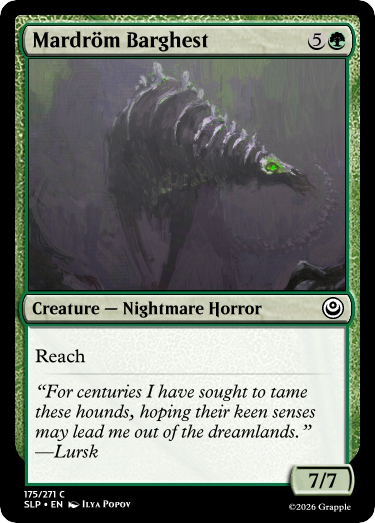 Mardröm Barghest 5
Creature — Nightmare Horror
Reach
“For centuries I have sought to tame
these hounds, hoping their keen senses
may lead me out of the dreamlands.”
—Lursk
7/7
175/271 C
SLP • EN Ilya Popov
©2026 Grapple